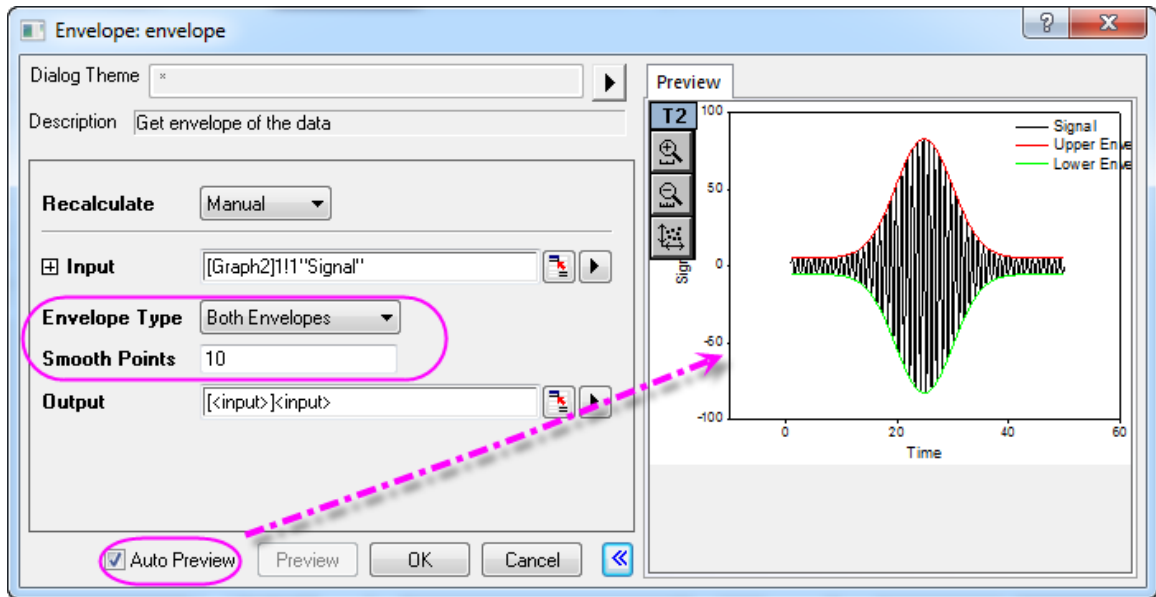 Envelope: envelope
?
X
Dialog Theme *
Description Get envelope of the data
Recalculate Manual
Input [Graph2]1!1"Signal"
Envelope Type Both Envelopes
Smooth Points 10
Output [<input>]<input>
Auto Preview Preview OK Cancel
Preview
T2
Signal
Upper Enve
Lower Enve
100
50
0
-50
-100
Sign
0 20 40 60
Time